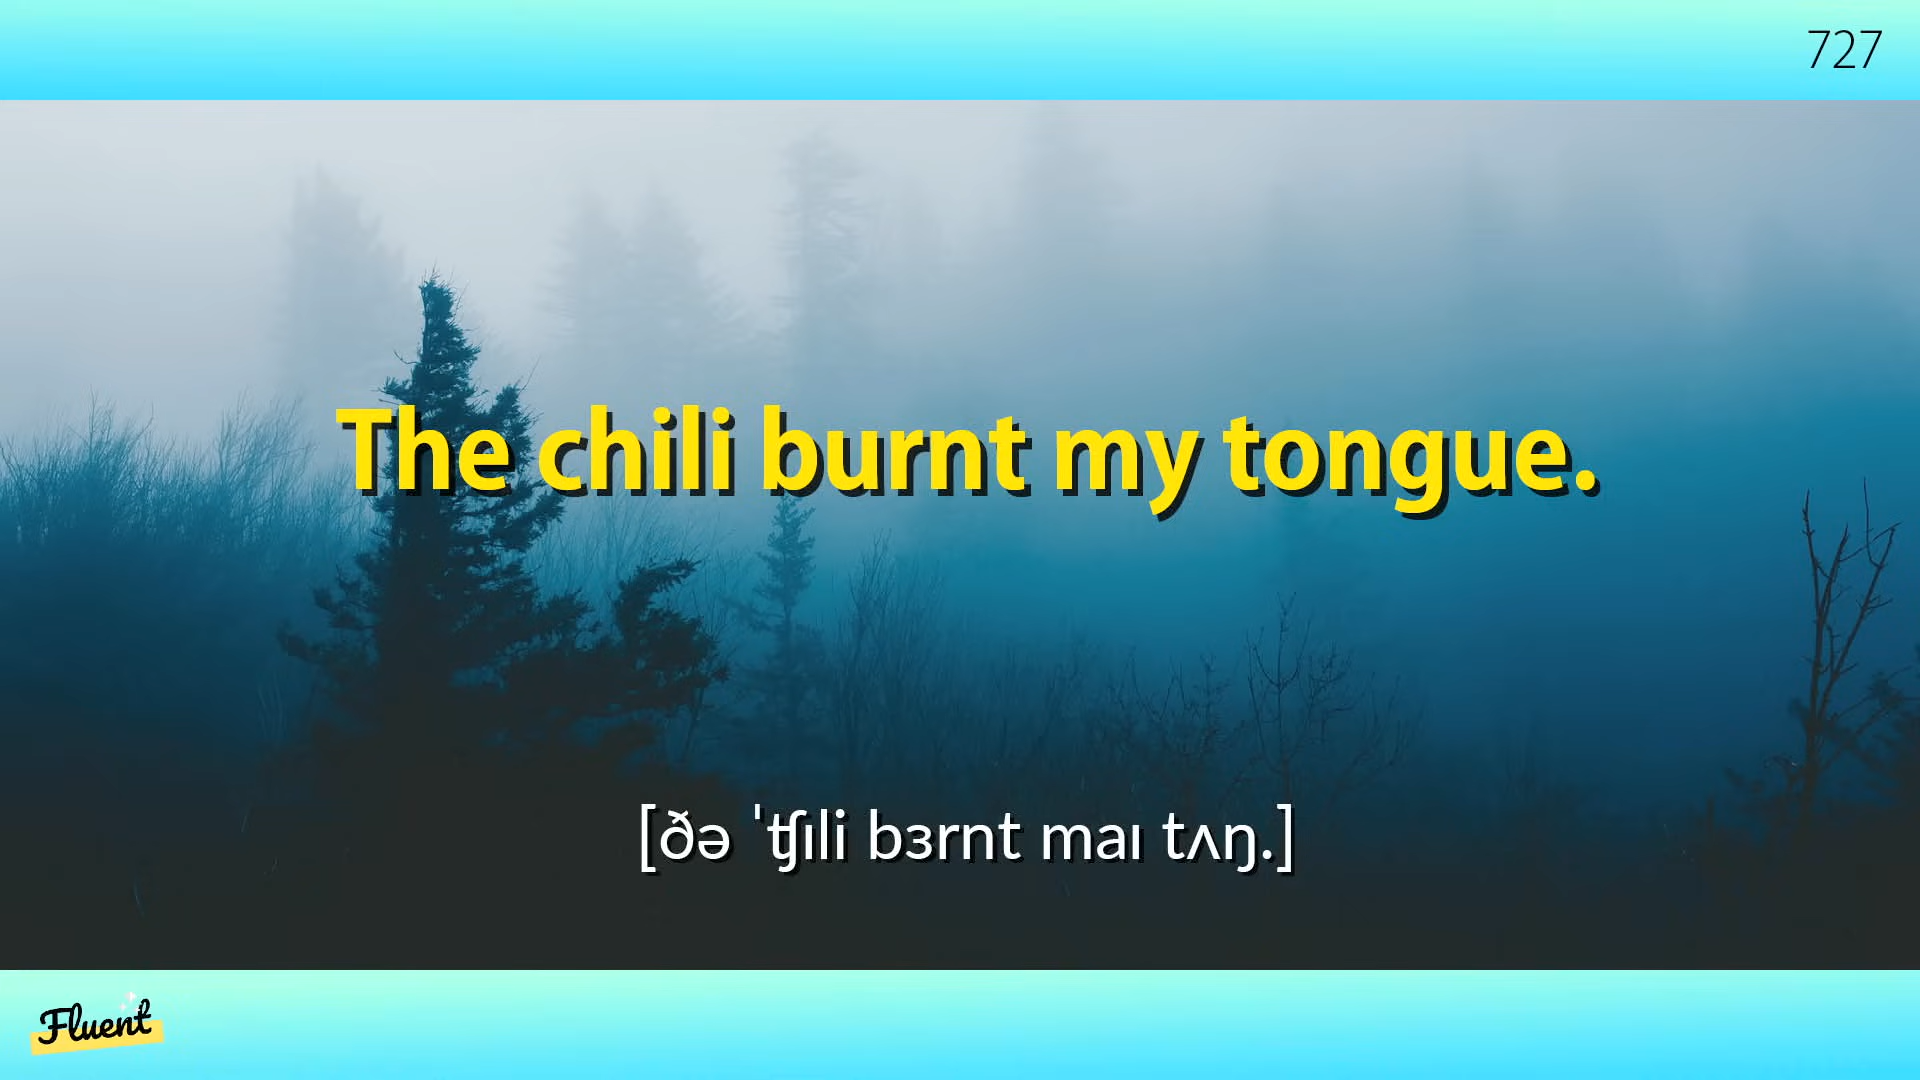 727
The chili burnt my tongue.
[ðə ˈʧɪli bɜrnt maɪ tʌŋ.]
Fluent